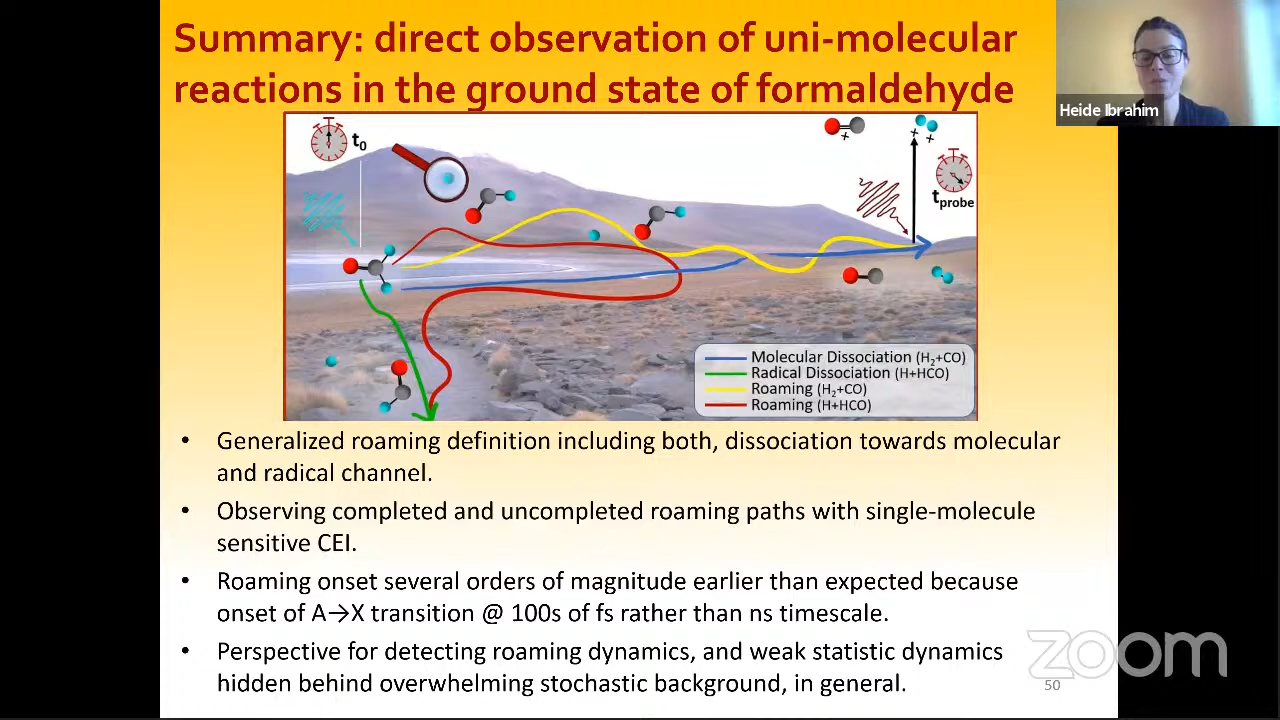 Summary: direct observation of uni-molecular
reactions in the ground state of formaldehyde
Heide Ibrahim
t0
+
+
+
tprobe
Molecular Dissociation (H2+CO)
Radical Dissociation (H+HCO)
Roaming (H2+CO)
Roaming (H+HCO)
• Generalized roaming definition including both, dissociation towards molecular
and radical channel.
• Observing completed and uncompleted roaming paths with single-molecule
sensitive CEI.
• Roaming onset several orders of magnitude earlier than expected because
onset of A→X transition @ 100s of fs rather than ns timescale.
• Perspective for detecting roaming dynamics, and weak statistic dynamics
hidden behind overwhelming stochastic background, in general.
zoom
50